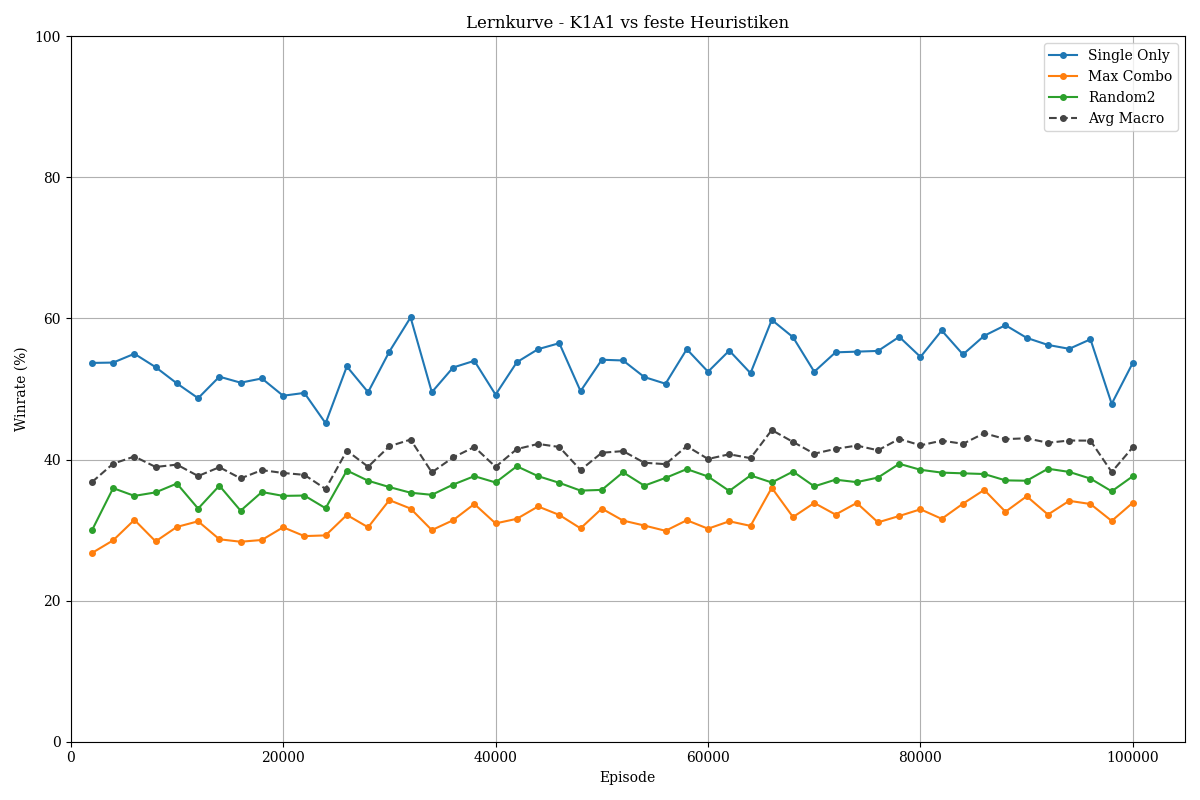 Lernkurve - K1A1 vs feste Heuristiken
Single Only
Max Combo
Random2
Avg Macro
Winrate (%)
100
80
60
40
20
0
0 20000 40000 60000 80000 100000
Episode